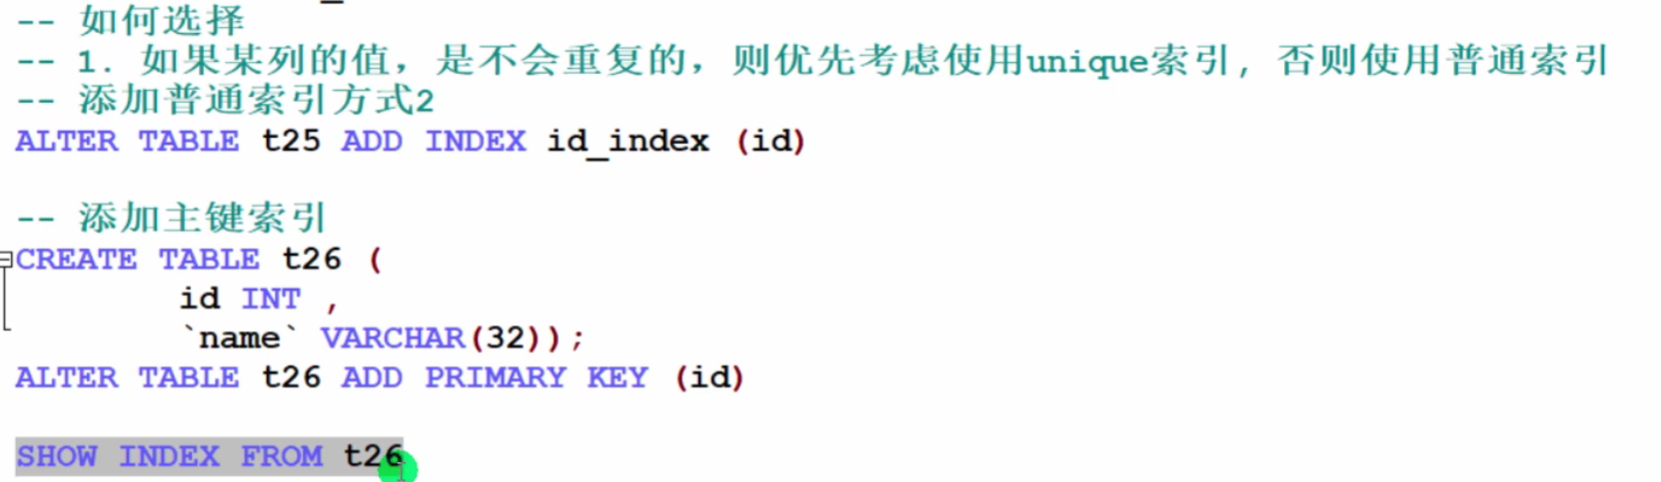 -- 如何选择
-- 1. 如果某列的值，是不会重复的，则优先考虑使用unique索引, 否则使用普通索引
-- 添加普通索引方式2
ALTER TABLE t25 ADD INDEX id_index (id)
-- 添加主键索引
CREATE TABLE t26 (
id INT ,
`name` VARCHAR(32));
ALTER TABLE t26 ADD PRIMARY KEY (id)
SHOW INDEX FROM t26